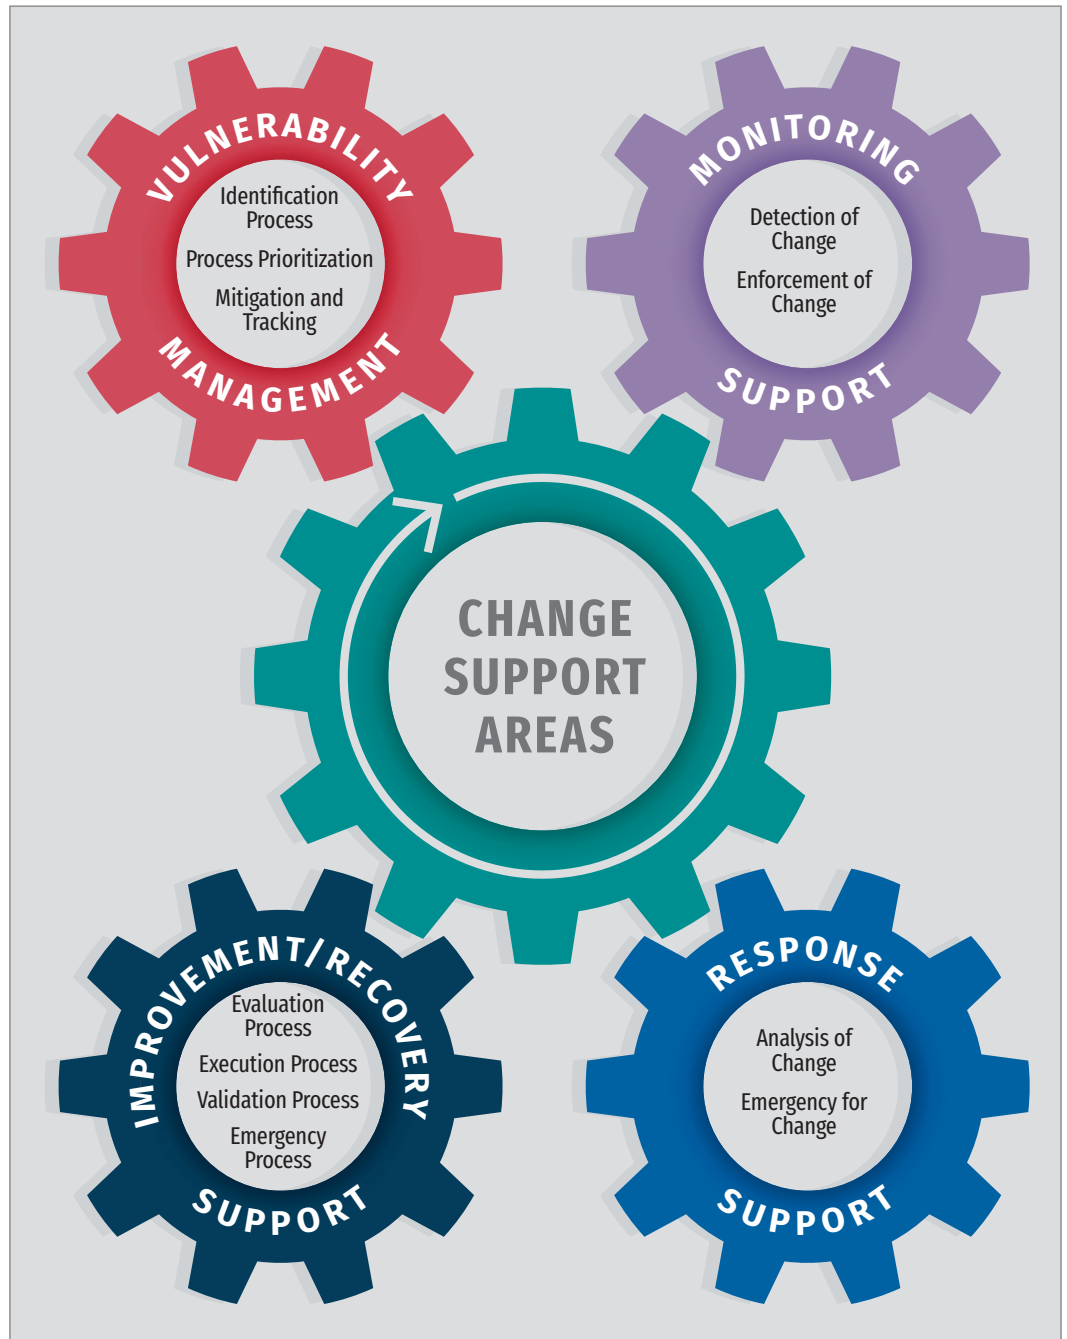 VULNERABILITY
Identification
Process
Process Prioritization
Mitigation and
Tracking
MANAGEMENT
MONITORING
Detection of
Change
Enforcement of
Change
SUPPORT
CHANGE
SUPPORT
AREAS
IMPROVEMENT/RECOVERY
Evaluation
Process
Execution Process
Validation Process
Emergency
Process
SUPPORT
RESPONSE
Analysis of
Change
Emergency for
Change
SUPPORT